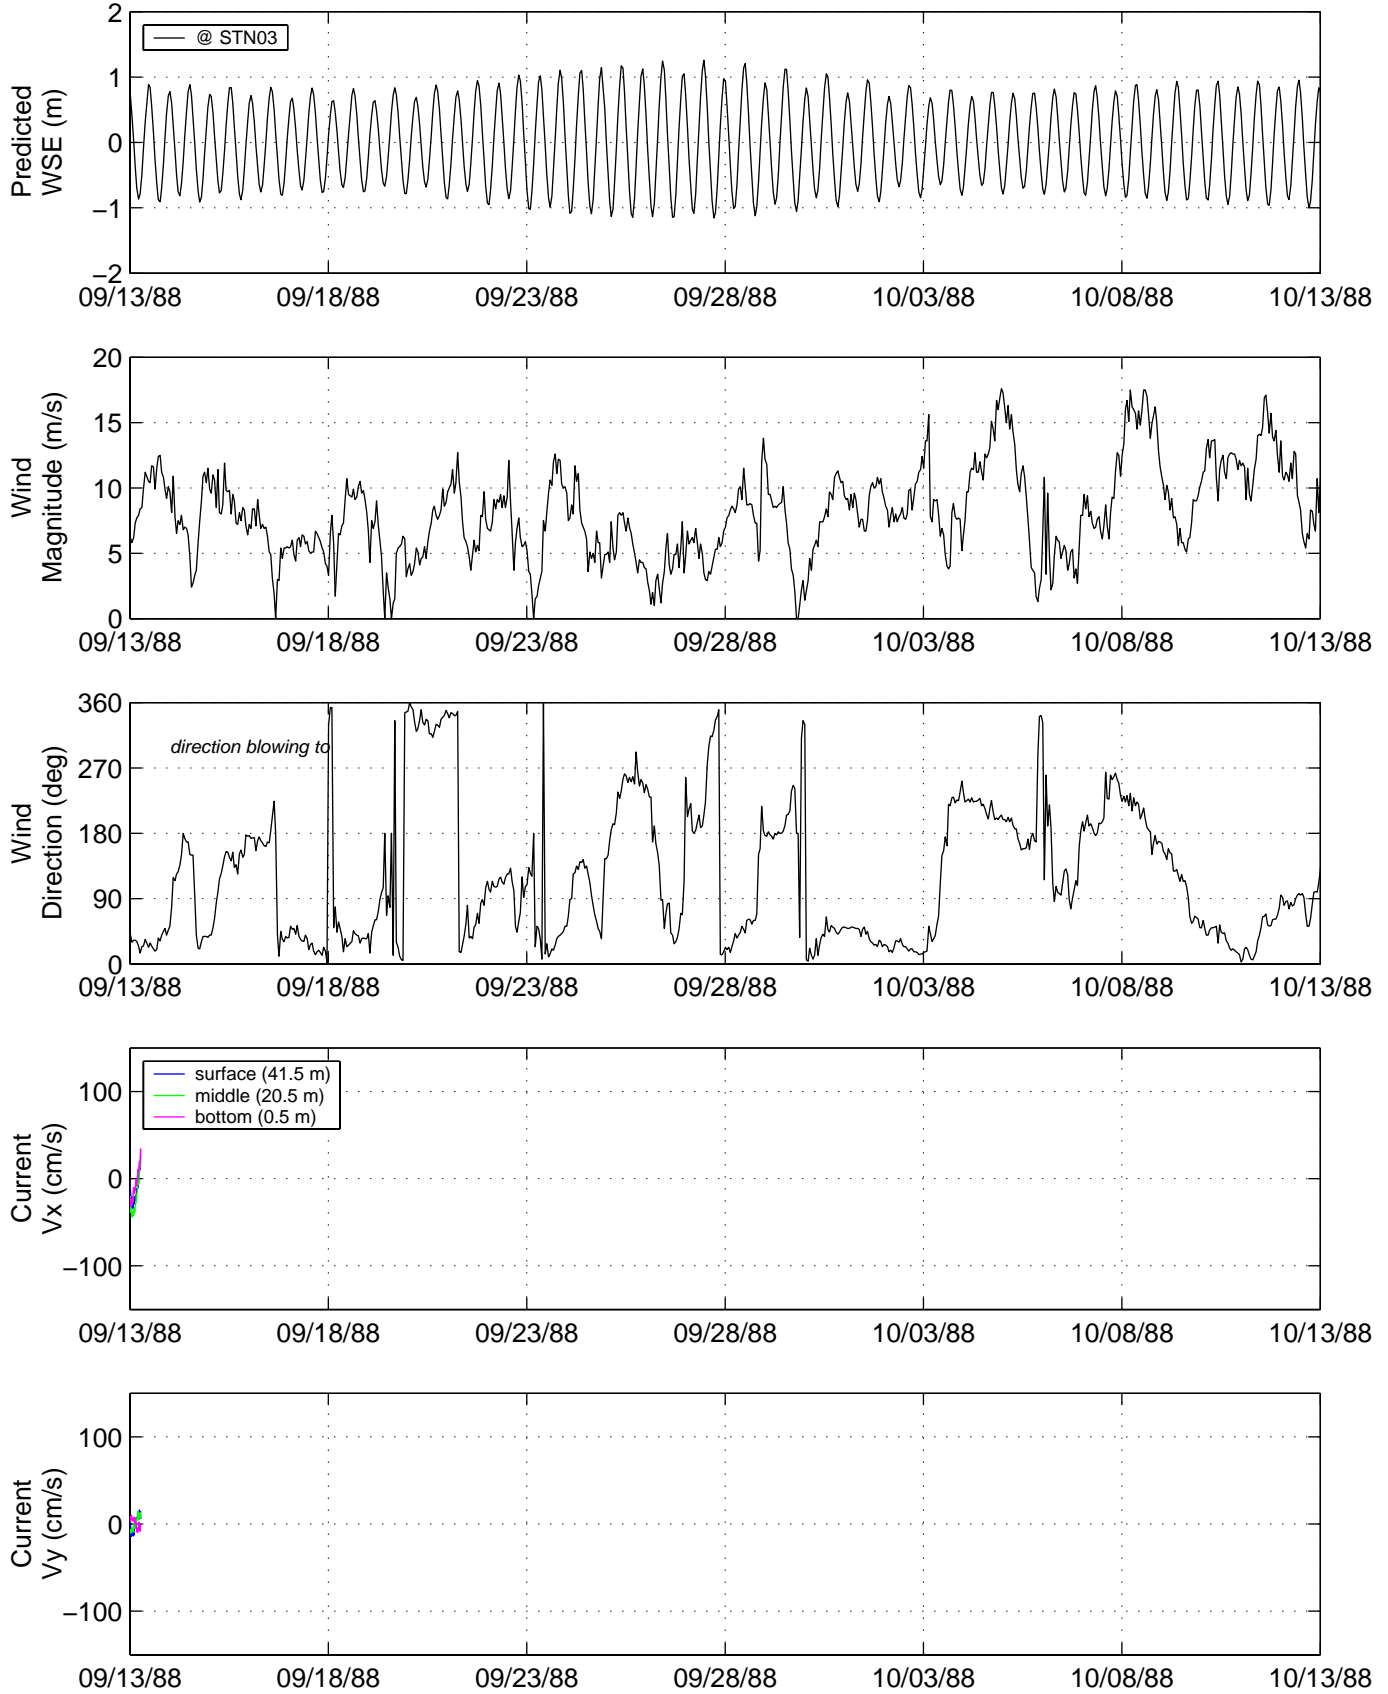 Predicted
WSE (m)
2
1
0
−1
−2
@ STN03
09/13/88 09/18/88 09/23/88 09/28/88 10/03/88 10/08/88 10/13/88
Wind
Magnitude (m/s)
20
15
10
5
0
09/13/88 09/18/88 09/23/88 09/28/88 10/03/88 10/08/88 10/13/88
Wind
Direction (deg)
360
270
180
90
0
direction blowing to
09/13/88 09/18/88 09/23/88 09/28/88 10/03/88 10/08/88 10/13/88
Current
Vx (cm/s)
100
0
−100
surface (41.5 m)
middle (20.5 m)
bottom (0.5 m)
09/13/88 09/18/88 09/23/88 09/28/88 10/03/88 10/08/88 10/13/88
Current
Vy (cm/s)
100
0
−100
09/13/88 09/18/88 09/23/88 09/28/88 10/03/88 10/08/88 10/13/88